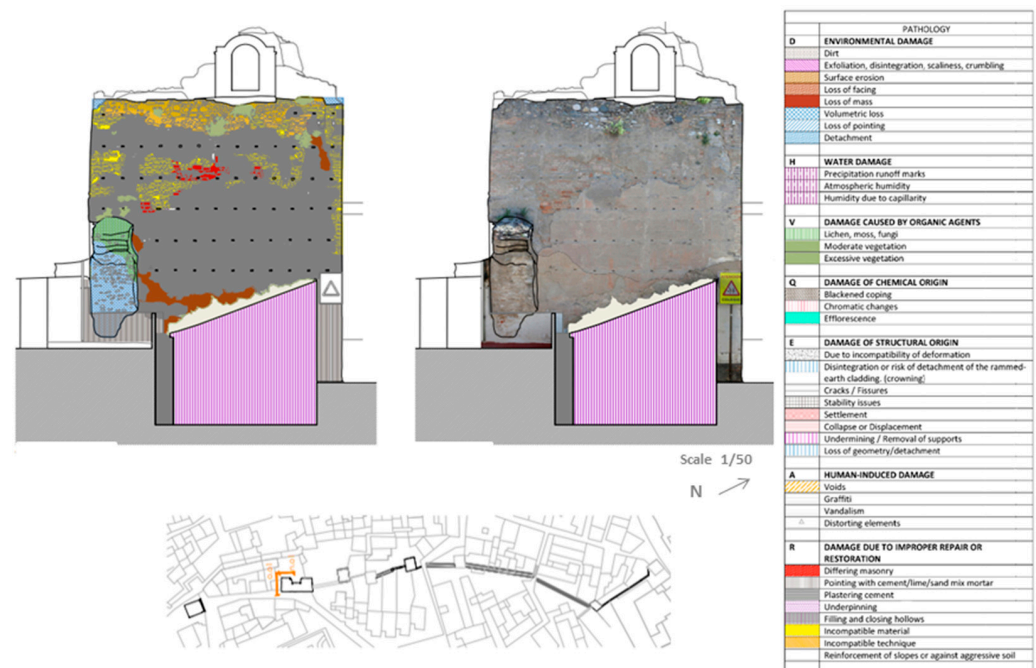 PATHOLOGY
D ENVIRONMENTAL DAMAGE
Dirt
Exfoliation, disintegration, scaliness, crumbling
Surface erosion
Loss of facing
Loss of mass
Volumetric loss
Loss of pointing
Detachment
H WATER DAMAGE
Precipitation runoff marks
Atmospheric humidity
Humidity due to capillarity
V DAMAGE CAUSED BY ORGANIC AGENTS
Lichen, moss, fungi
Moderate vegetation
Excessive vegetation
Q DAMAGE OF CHEMICAL ORIGIN
Blackened coping
Chromatic changes
Efflorescence
E DAMAGE OF STRUCTURAL ORIGIN
Due to incompatibility of deformation
Disintegration or risk of detachment of the rammed-
earth cladding. (crowning)
Cracks / Fissures
Stability issues
Settlement
Collapse or Displacement
Undermining / Removal of supports
Loss of geometry/detachment
A HUMAN-INDUCED DAMAGE
Voids
Graffiti
Vandalism
Distorting elements
R DAMAGE DUE TO IMPROPER REPAIR OR
RESTORATION
Differing masonry
Pointing with cement/lime/sand mix mortar
Plastering cement
Underpinning
Filling and closing hollows
Incompatible material
Incompatible technique
Reinforcement of slopes or against aggressive soil
Scale 1/50
N